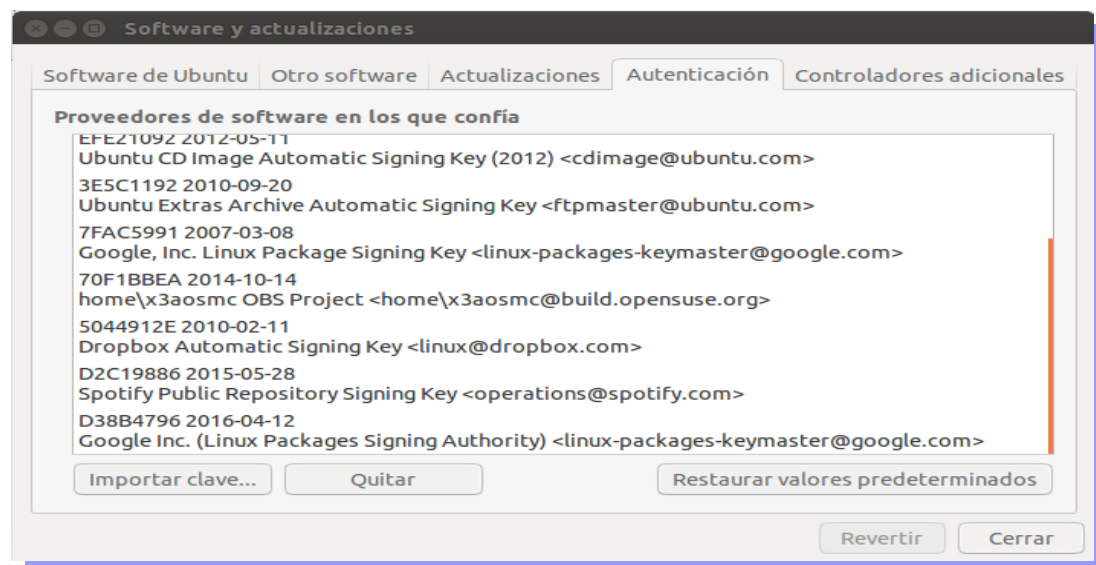 Software y actualizaciones
Software de Ubuntu Otro software Actualizaciones Autenticación Controladores adicionales
Proveedores de software en los que confía
EFE21092 2012-05-11
Ubuntu CD Image Automatic Signing Key (2012) <cdimage@ubuntu.com>
3E5C1192 2010-09-20
Ubuntu Extras Archive Automatic Signing Key <ftpmaster@ubuntu.com>
7FAC5991 2007-03-08
Google, Inc. Linux Package Signing Key <linux-packages-keymaster@google.com>
70F1BBEA 2014-10-14
home\x3aosmc OBS Project <home\x3aosmc@build.opensuse.org>
5044912E 2010-02-11
Dropbox Automatic Signing Key <linux@dropbox.com>
D2C19886 2015-05-28
Spotify Public Repository Signing Key <operations@spotify.com>
D38B4796 2016-04-12
Google Inc. (Linux Packages Signing Authority) <linux-packages-keymaster@google.com>
Importar clave... Quitar Restaurar valores predeterminados
Revertir Cerrar